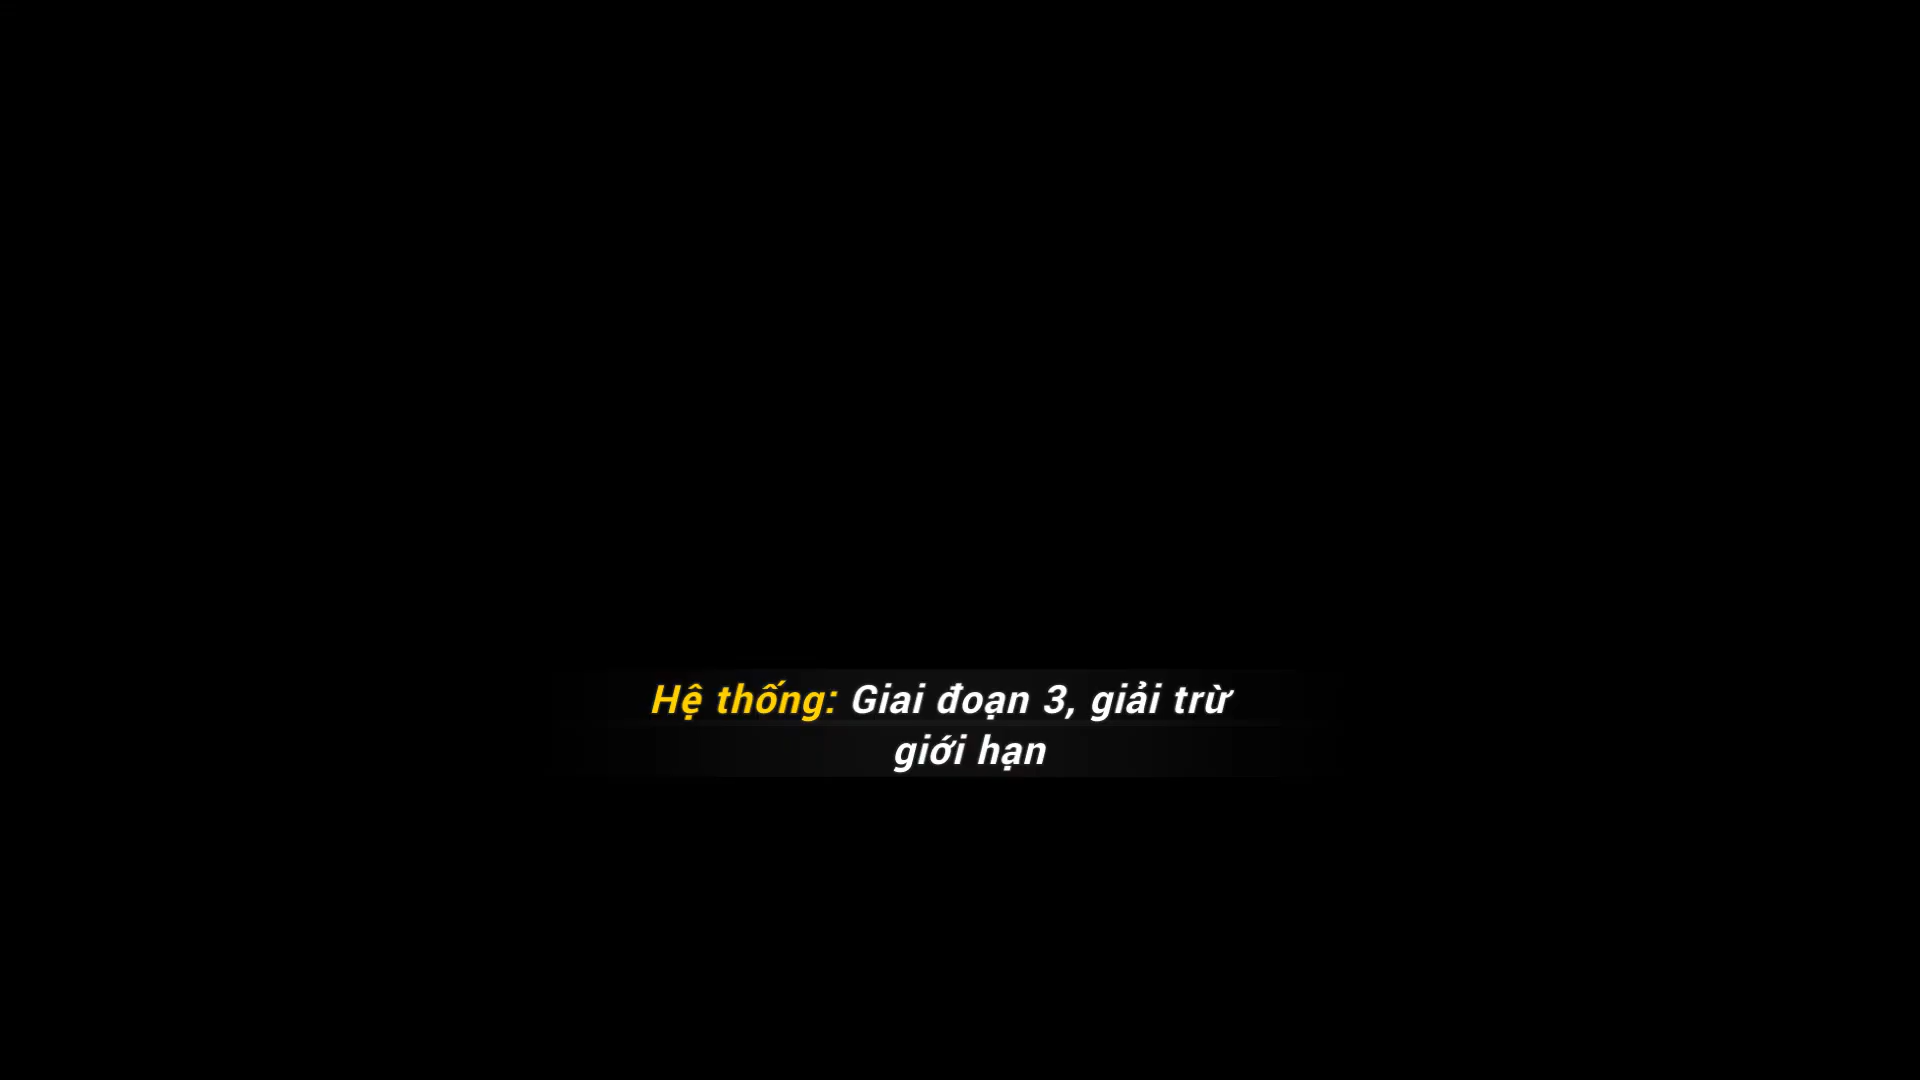 Hệ thống: Giai đoạn 3, giải trừ
giới hạn